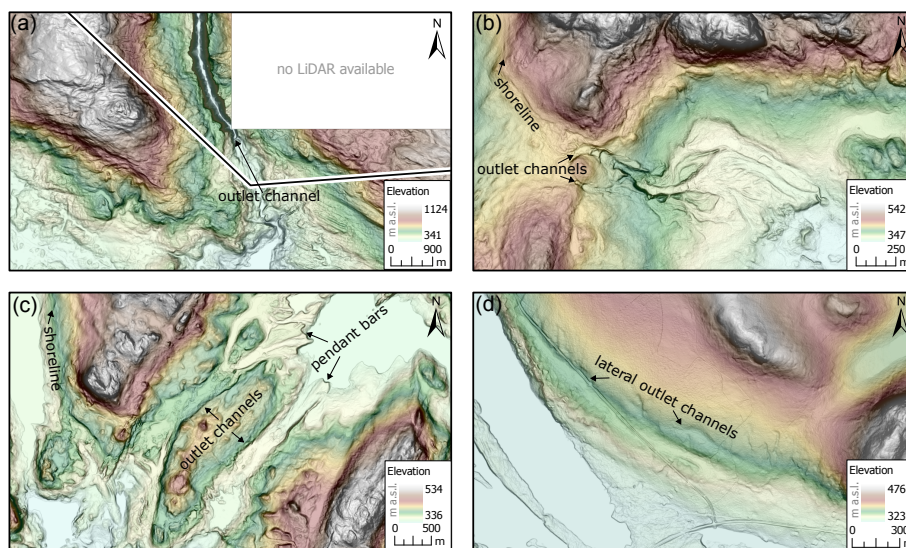 (a)
N
no LiDAR available
outlet channel
Elevation
m a.s.l.
1124
341
0
900
m
(b)
N
shoreline
outlet channels
Elevation
m a.s.l.
542
347
0
250
m
(c)
N
shoreline
pendant bars
outlet channels
Elevation
m a.s.l.
534
336
0
500
m
(d)
N
lateral outlet channels
Elevation
m a.s.l.
476
323
0
300
m